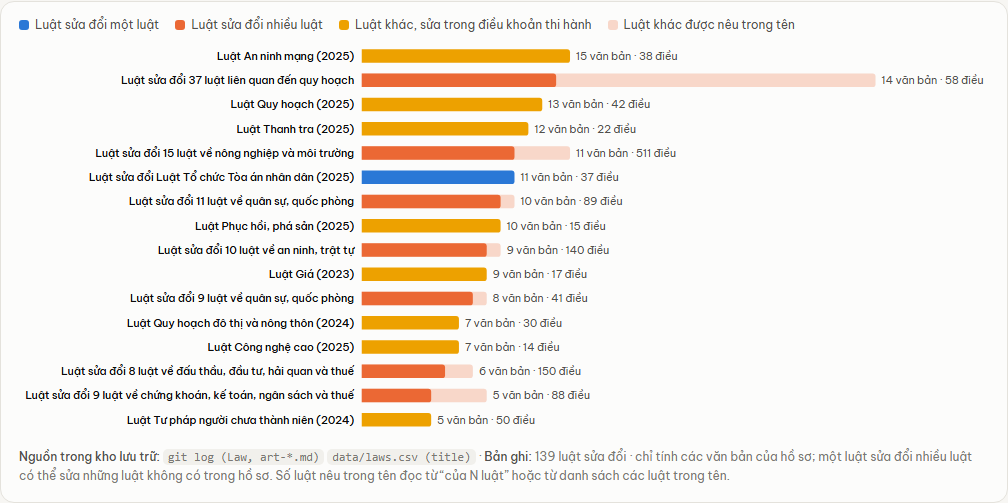 Luật sửa đổi một luật Luật sửa đổi nhiều luật Luật khác, sửa trong điều khoản thi hành Luật khác được nêu trong tên
Luật An ninh mạng (2025) 15 văn bản · 38 điều
Luật sửa đổi 37 luật liên quan đến quy hoạch 14 văn bản · 58 điều
Luật Quy hoạch (2025) 13 văn bản · 42 điều
Luật Thanh tra (2025) 12 văn bản · 22 điều
Luật sửa đổi 15 luật về nông nghiệp và môi trường 11 văn bản · 511 điều
Luật sửa đổi Luật Tổ chức Tòa án nhân dân (2025) 11 văn bản · 37 điều
Luật sửa đổi 11 luật về quân sự, quốc phòng 10 văn bản · 89 điều
Luật Phục hồi, phá sản (2025) 10 văn bản · 15 điều
Luật sửa đổi 10 luật về an ninh, trật tự 9 văn bản · 140 điều
Luật Giá (2023) 9 văn bản · 17 điều
Luật sửa đổi 9 luật về quân sự, quốc phòng 8 văn bản · 41 điều
Luật Quy hoạch đô thị và nông thôn (2024) 7 văn bản · 30 điều
Luật Công nghệ cao (2025) 7 văn bản · 14 điều
Luật sửa đổi 8 luật về đấu thầu, đầu tư, hải quan và thuế 6 văn bản · 150 điều
Luật sửa đổi 9 luật về chứng khoán, kế toán, ngân sách và thuế 5 văn bản · 88 điều
Luật Tư pháp người chưa thành niên (2024) 5 văn bản · 50 điều
Nguồn trong kho lưu trữ: git log (Law, art-*.md) data/laws.csv (title) · Bản ghi: 139 luật sửa đổi · chỉ tính các văn bản của hồ sơ; một luật sửa đổi nhiều luật
có thể sửa những luật không có trong hồ sơ. Số luật nêu trong tên đọc từ “của N luật” hoặc từ danh sách các luật trong tên.